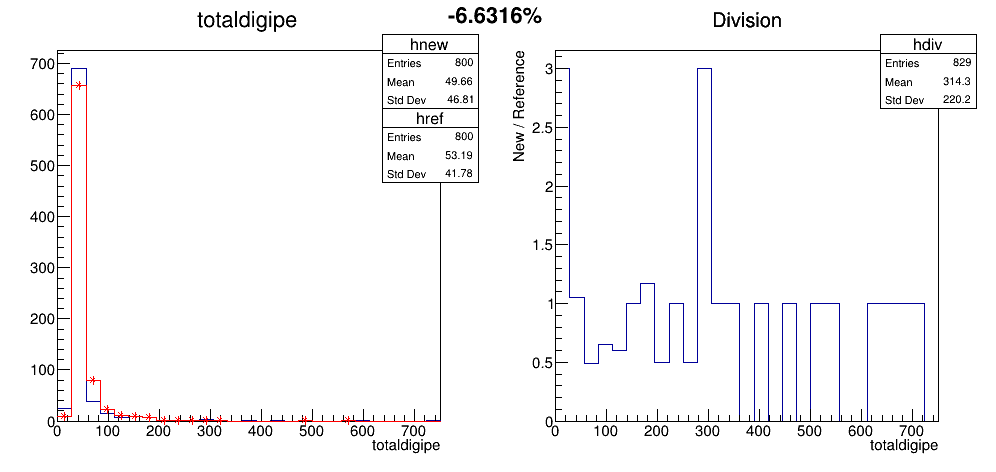 -6.6316%
totaldigipe
hnew
Entries 800
Mean 49.66
Std Dev 46.81
href
Entries 800
Mean 53.19
Std Dev 41.78
700
600
500
400
300
200
100
0
0 100 200 300 400 500 600 700
totaldigipe
Division
hdiv
Entries 829
Mean 314.3
Std Dev 220.2
New / Reference
3
2.5
2
1.5
1
0.5
0
0 100 200 300 400 500 600 700
totaldigipe